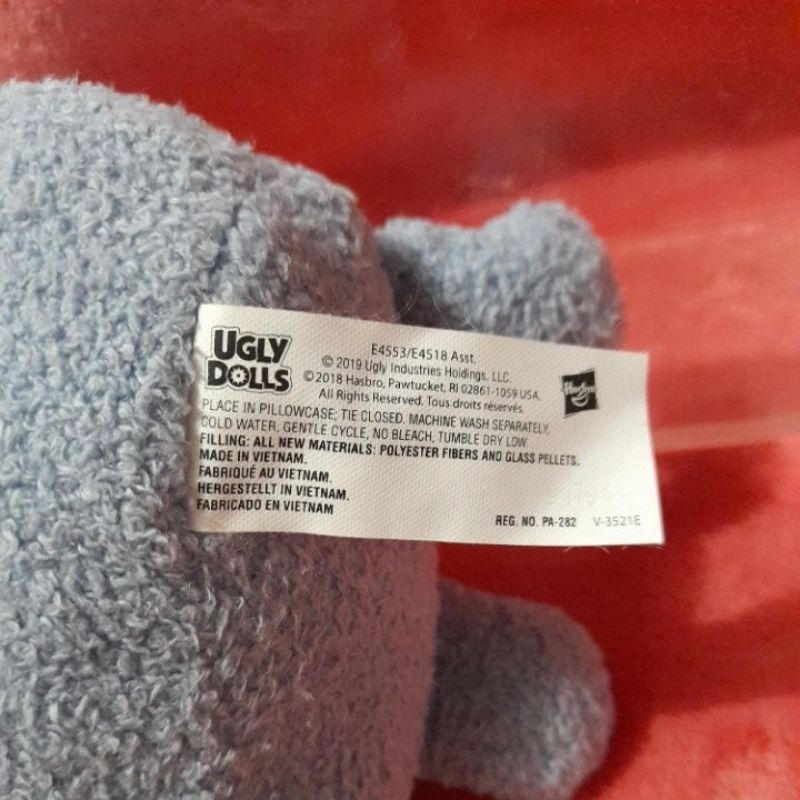 UGLY
DOLLS
E4553/E4518 Asst.
© 2019 Ugly Industries Holdings, LLC.
© 2018 Hasbro, Pawtucket, RI 02861-1059 USA.
All Rights Reserved. Tous droits réservés.
Hasbro
PLACE IN PILLOWCASE; TIE CLOSED. MACHINE WASH SEPARATELY,
COLD WATER, GENTLE CYCLE, NO BLEACH, TUMBLE DRY LOW.
FILLING: ALL NEW MATERIALS: POLYESTER FIBERS AND GLASS PELLETS.
MADE IN VIETNAM.
FABRIQUÉ AU VIETNAM.
HERGESTELLT IN VIETNAM.
FABRICADO EN VIETNAM
REG. NO. PA-282 V-3521E